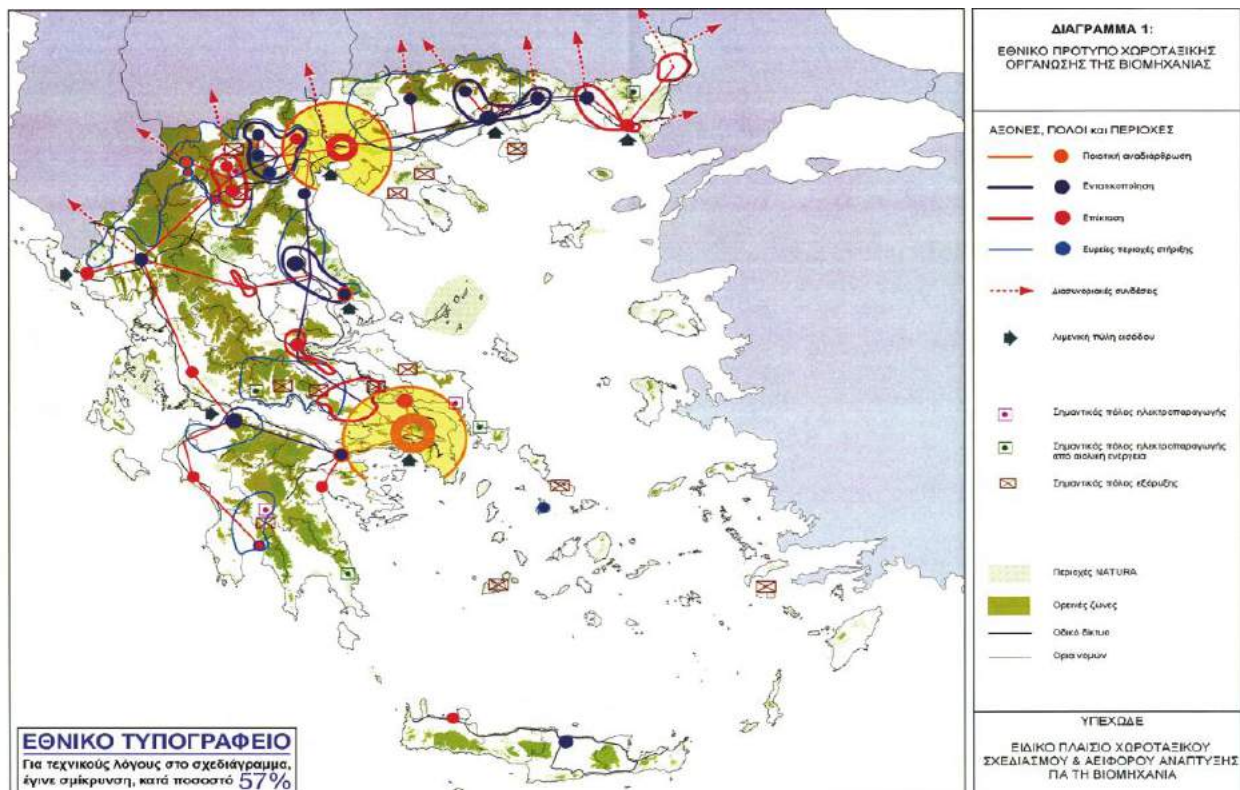 ΔΙΑΓΡΑΜΜΑ 1:
ΕΘΝΙΚΟ ΠΡΟΤΥΠΟ ΧΩΡΟΤΑΞΙΚΗΣ
ΟΡΓΑΝΩΣΗΣ ΤΗΣ ΒΙΟΜΗΧΑΝΙΑΣ
ΑΞΟΝΕΣ, ΠΟΛΟΙ και ΠΕΡΙΟΧΕΣ
Ποιοτική αναδιάρθρωση
Εντατικοποίηση
Επέκταση
Ευρείες περιοχές στήριξης
Διασυνοριακές συνδέσεις
Λιμενική πύλη εισόδου
Σημαντικός πόλος ηλεκτροπαραγωγής
Σημαντικός πόλος ηλεκτροπαραγωγής
από αιολική ενέργεια
Σημαντικός πόλος εξόρυξης
Περιοχές NATURA
Ορεινές ζώνες
Οδικό δίκτυο
Όρια νομών
ΥΠΕΧΩΔΕ
ΕΙΔΙΚΟ ΠΛΑΙΣΙΟ ΧΩΡΟΤΑΞΙΚΟΥ
ΣΧΕΔΙΑΣΜΟΥ & ΑΕΙΦΟΡΟΥ ΑΝΑΠΤΥΞΗΣ
ΓΙΑ ΤΗ ΒΙΟΜΗΧΑΝΙΑ
ΕΘΝΙΚΟ ΤΥΠΟΓΡΑΦΕΙΟ
Για τεχνικούς λόγους στο σχεδιάγραμμα,
έγινε σμίκρυνση, κατά ποσοστό 57%